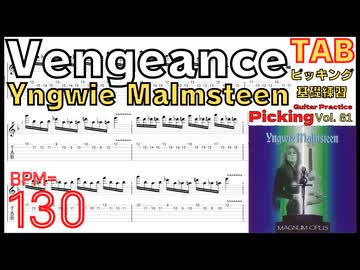 Vengeance
TAB
Yngwie Malmsteen
ピッキング
基礎練習
Guitar Practice
Picking Vol. 81
BPM=
130
Yngwie Malmsteen
MAGNUM OPUS